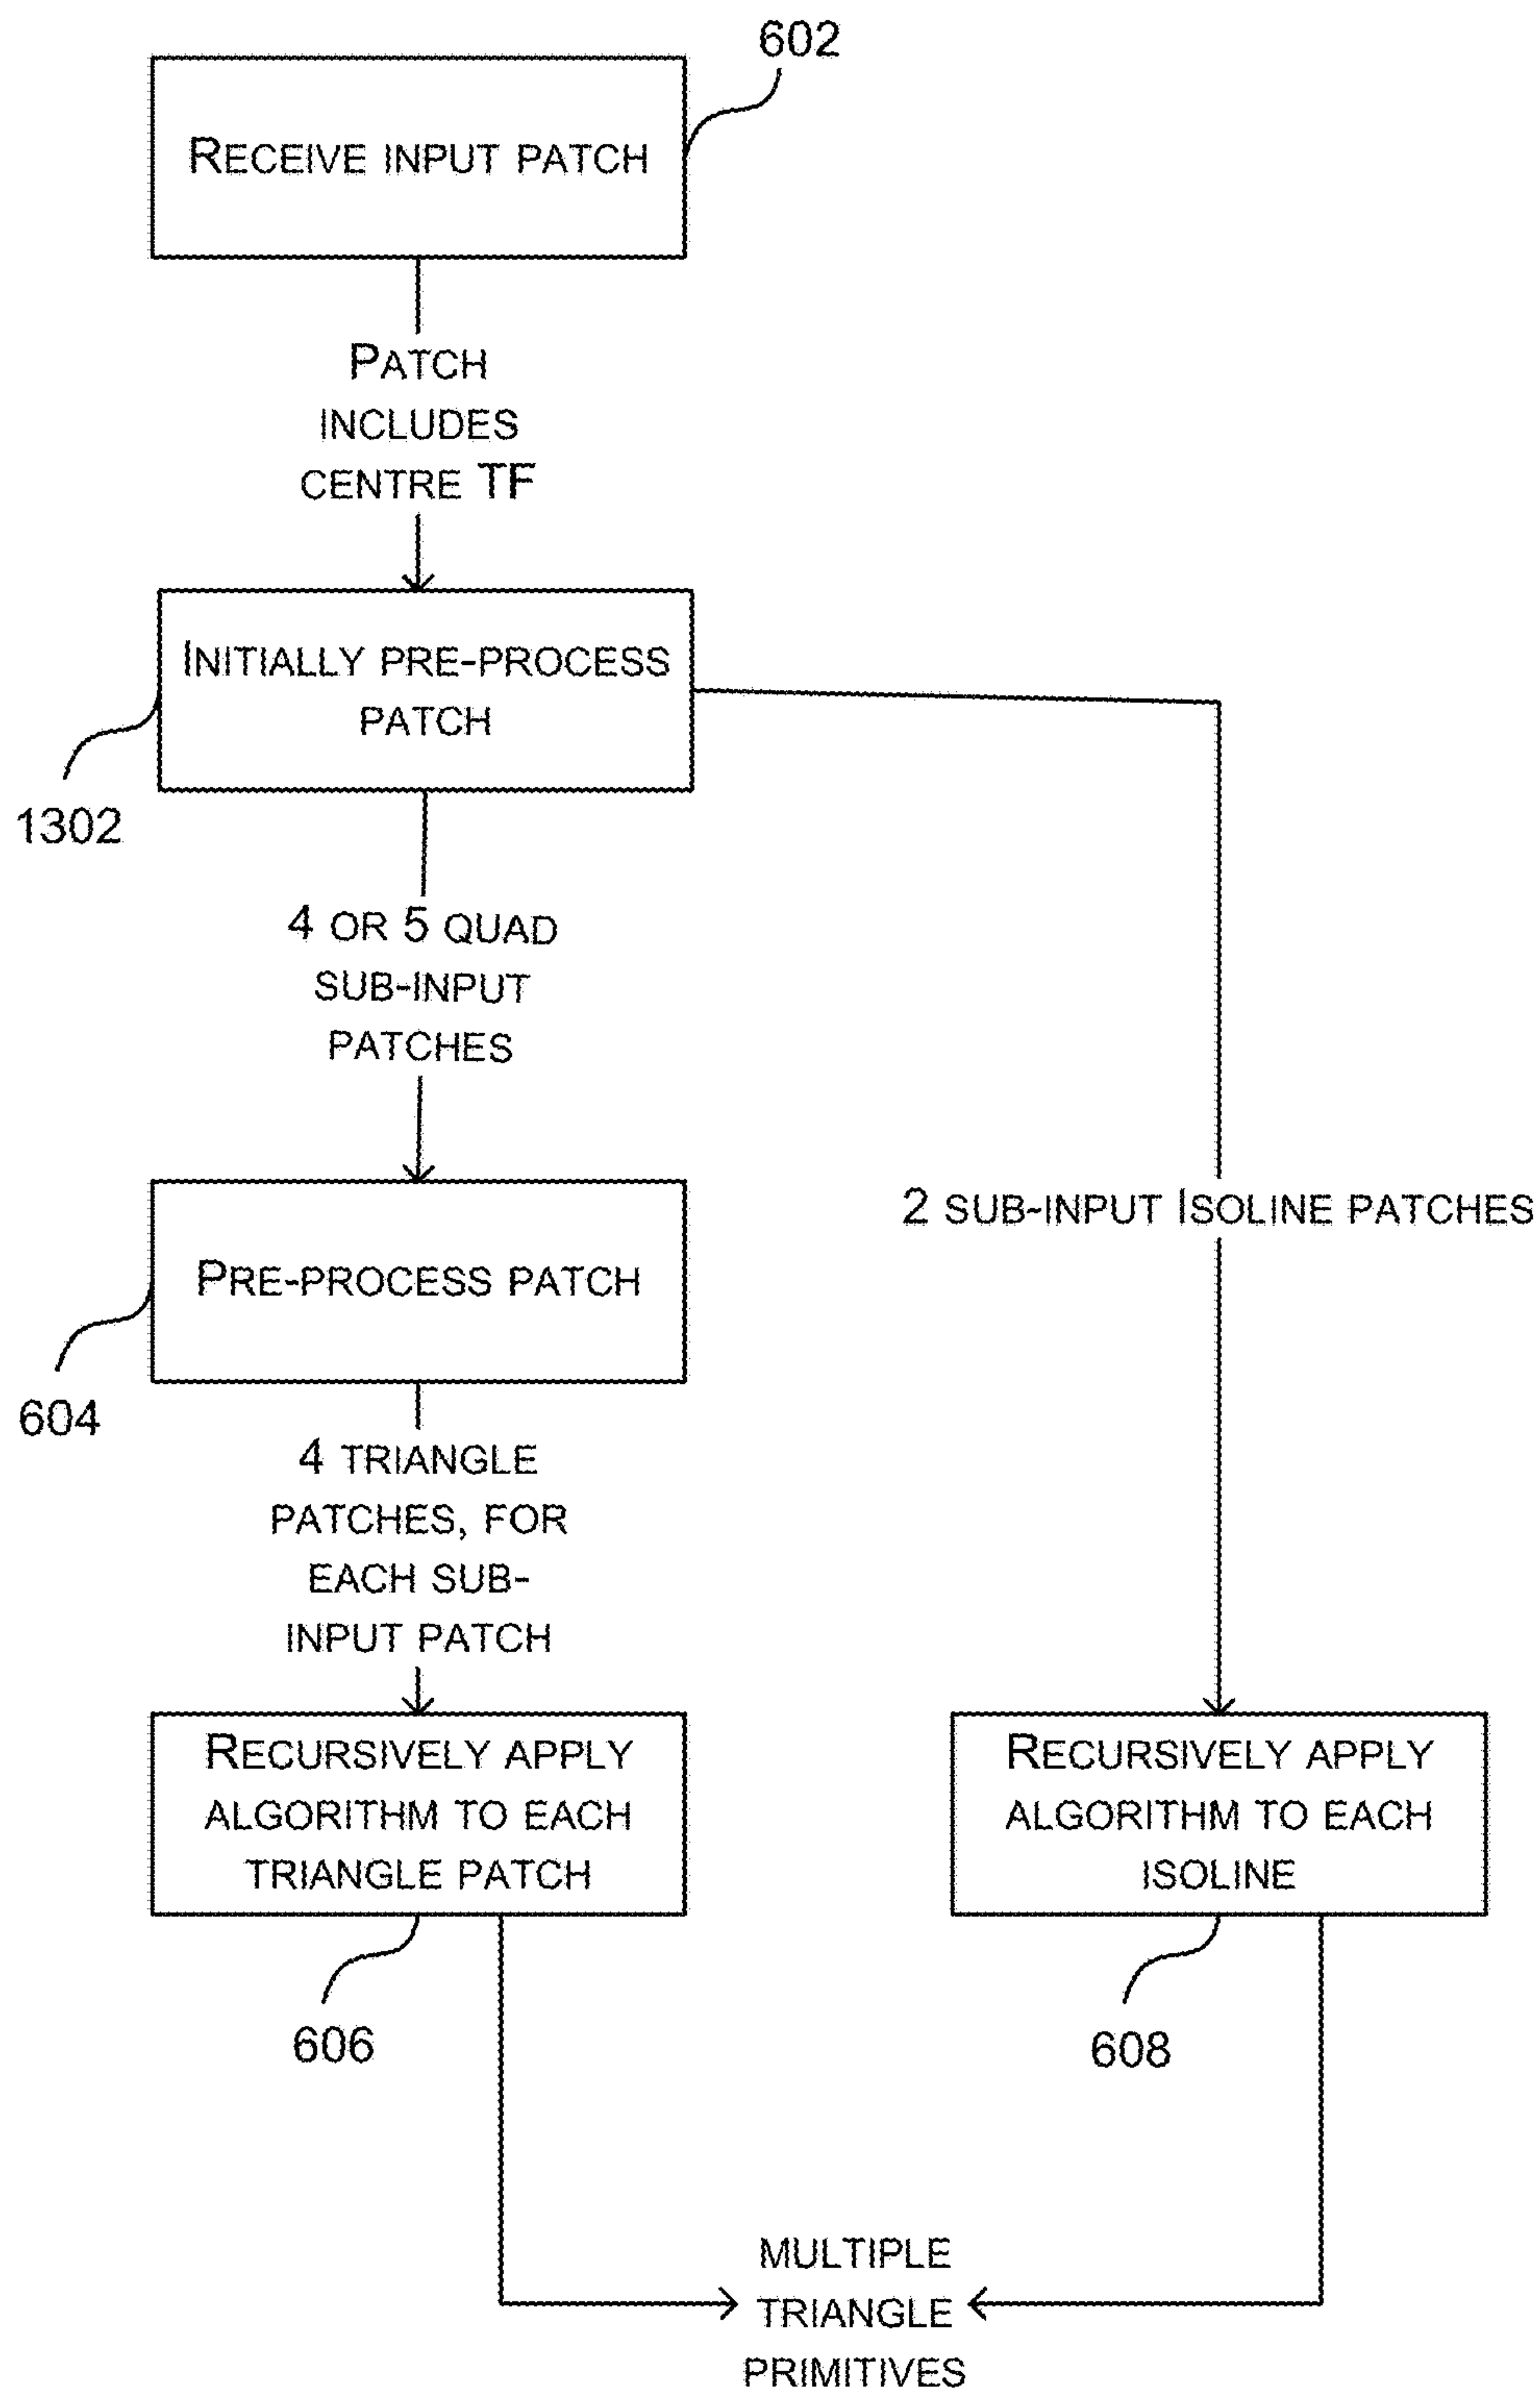 602
RECEIVE INPUT PATCH
PATCH
INCLUDES
CENTRE TF
INITIALLY PRE-PROCESS
PATCH
1302
4 OR 5 QUAD
SUB-INPUT
PATCHES
2 SUB-INPUT ISOLINE PATCHES
PRE-PROCESS PATCH
604
4 TRIANGLE
PATCHES, FOR
EACH SUB-
INPUT PATCH
RECURSIVELY APPLY
ALGORITHM TO EACH
TRIANGLE PATCH
RECURSIVELY APPLY
ALGORITHM TO EACH
ISOLINE
606
608
MULTIPLE
TRIANGLE
PRIMITIVES